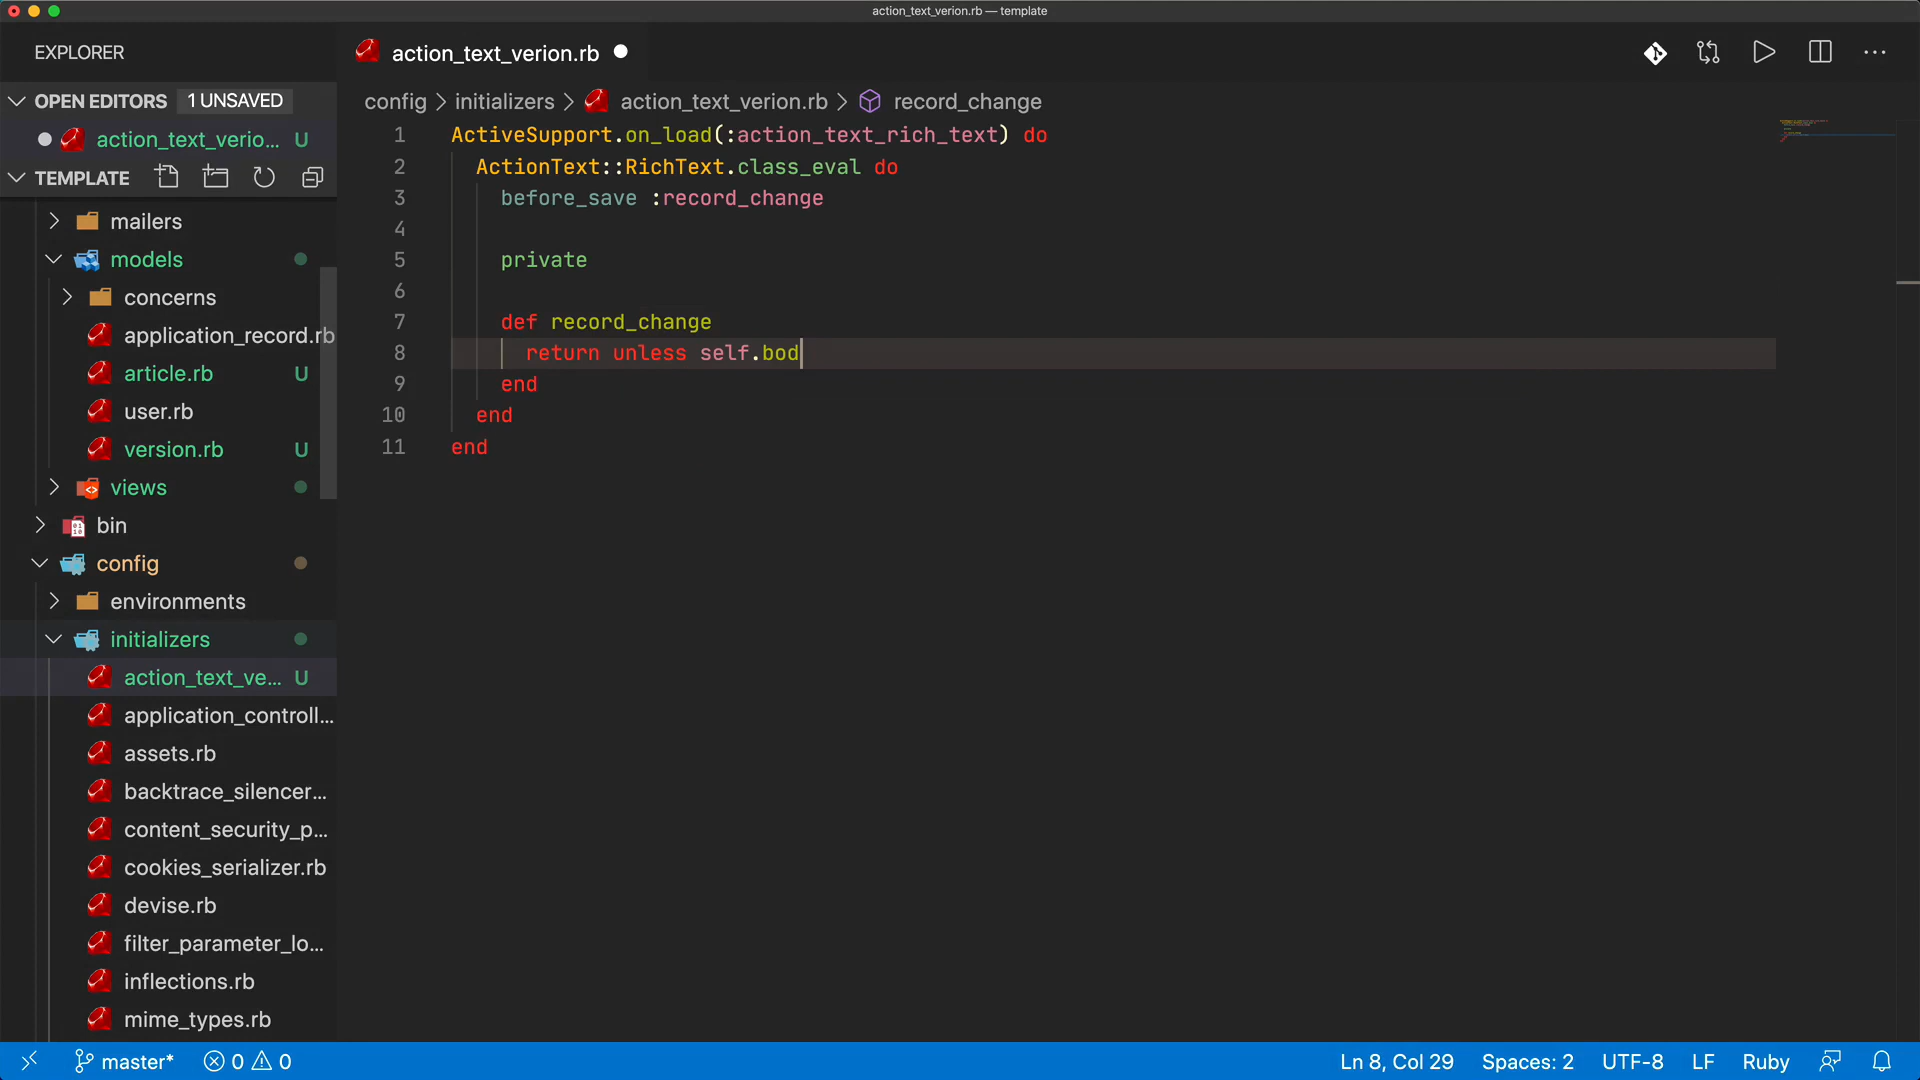 action_text_verion.rb — template
EXPLORER
OPEN EDITORS 1 UNSAVED
action_text_verio... U
TEMPLATE
mailers
models
concerns
application_record.rb
article.rb U
user.rb
version.rb U
views
bin
config
environments
initializers
action_text_ve... U
application_controll...
assets.rb
backtrace_silencer...
content_security_p...
cookies_serializer.rb
devise.rb
filter_parameter_lo...
inflections.rb
mime_types.rb
action_text_verion.rb
config > initializers > action_text_verion.rb > record_change
1 ActiveSupport.on_load(:action_text_rich_text) do
2 ActionText::RichText.class_eval do
3 before_save :record_change
4
5 private
6
7 def record_change
8 return unless self.bod
9 end
10 end
11 end
master* 0 0 Ln 8, Col 29 Spaces: 2 UTF-8 LF Ruby